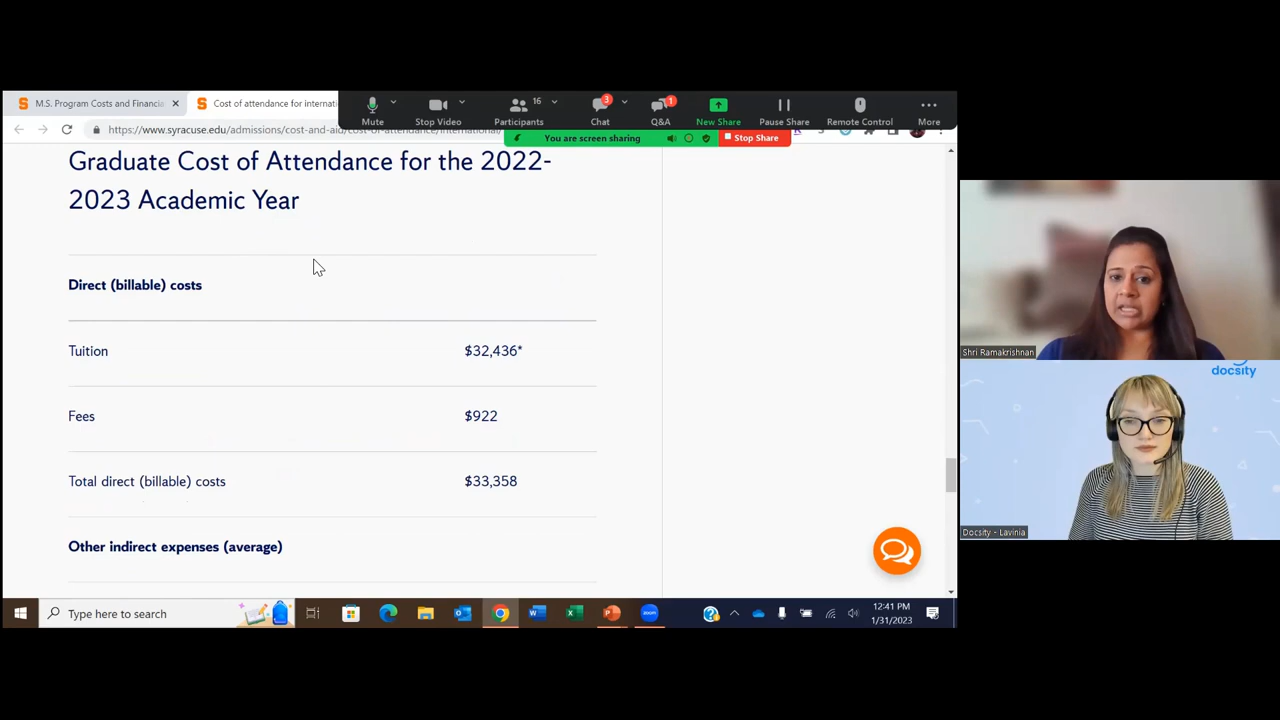 M.S. Program Costs and Financia
Cost of attendance for internati
16
3
1
Mute
Stop Video
Participants
Chat
Q&A
New Share
Pause Share
Remote Control
More
https://www.syracuse.edu/admissions/cost-and-aid/cost-of-attendance/international/
You are screen sharing
Stop Share
Graduate Cost of Attendance for the 2022-
2023 Academic Year
Direct (billable) costs
Tuition $32,436*
Fees $922
Total direct (billable) costs $33,358
Other indirect expenses (average)
Shri Ramakrishnan
docsity
Docsity - Lavinia
Type here to search
12:41 PM
1/31/2023